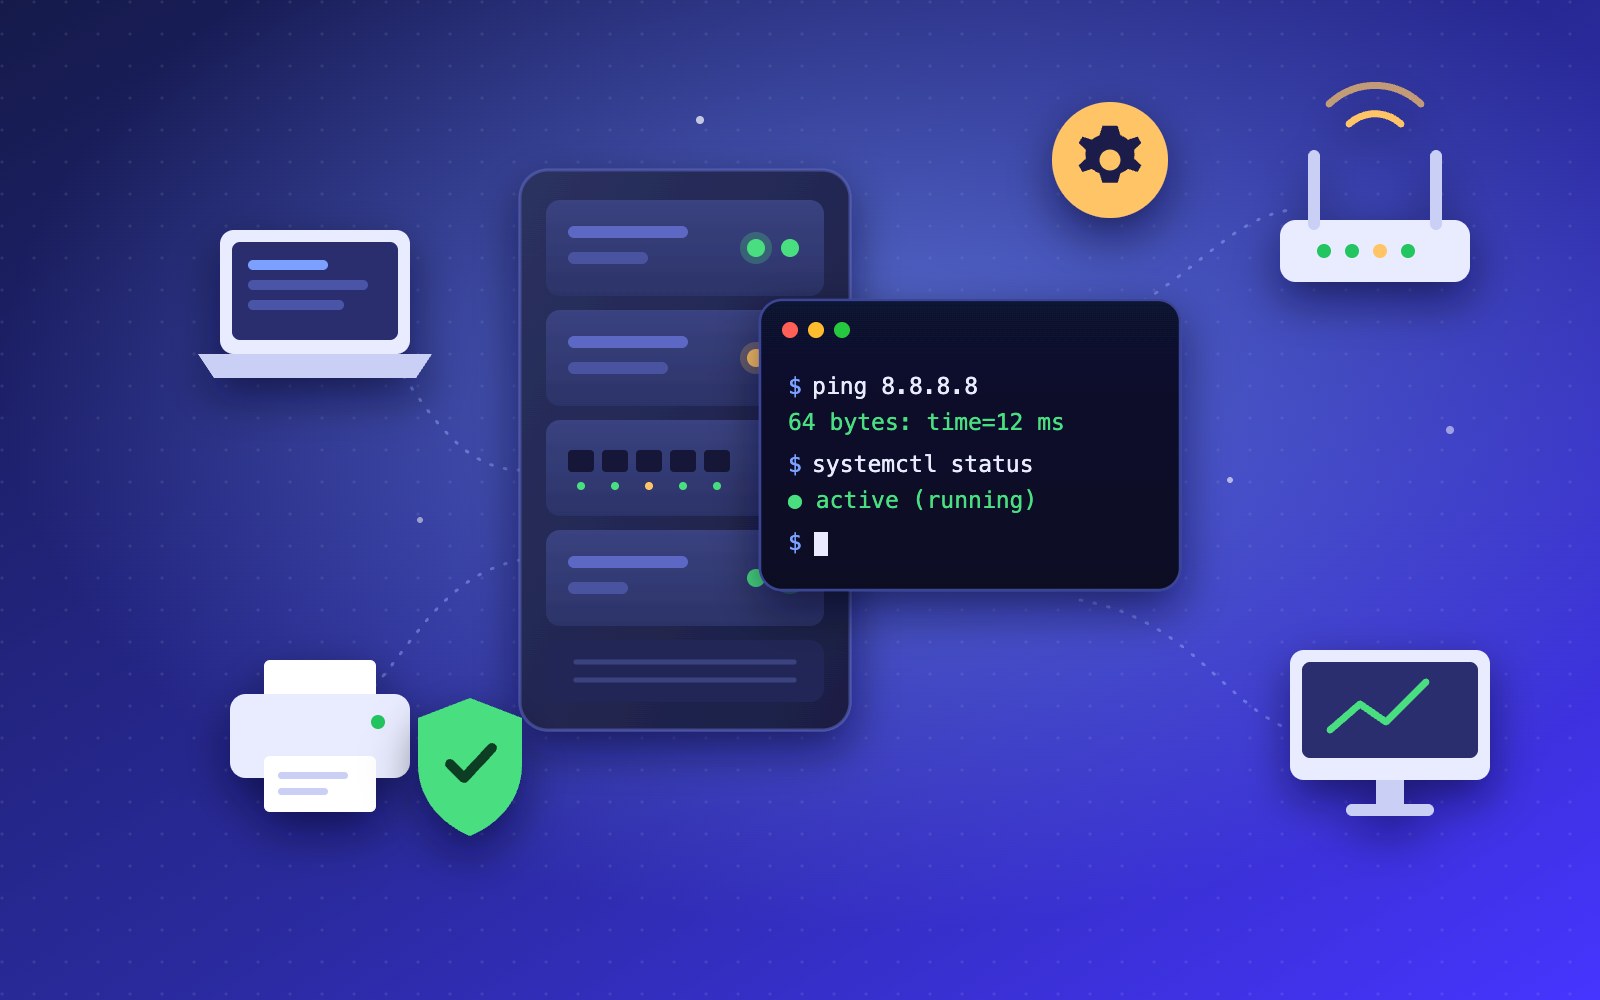 $ ping 8.8.8.8
64 bytes: time=12 ms
$ systemctl status
● active (running)
$